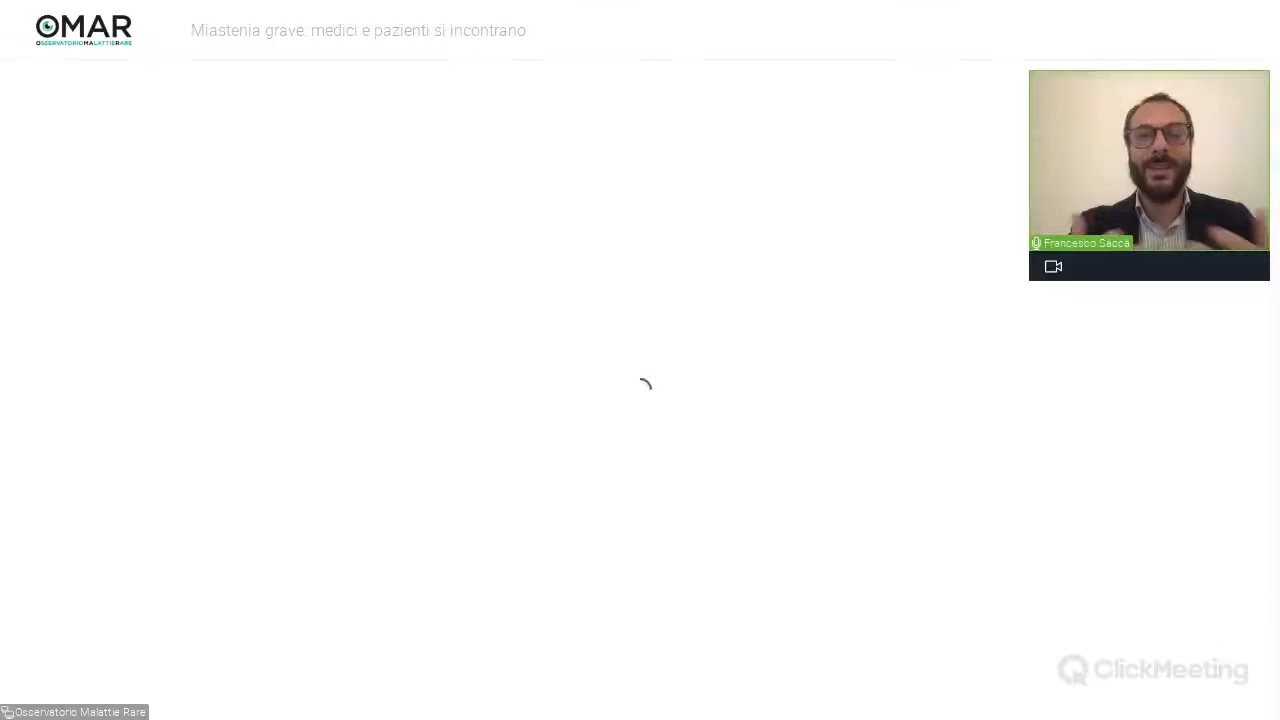 OMAR
OSSERVATORIOMALATTIERARE
Miastenia grave: medici e pazienti si incontrano
Francesco Saccà
ClickMeeting
Osservatorio Malattie Rare